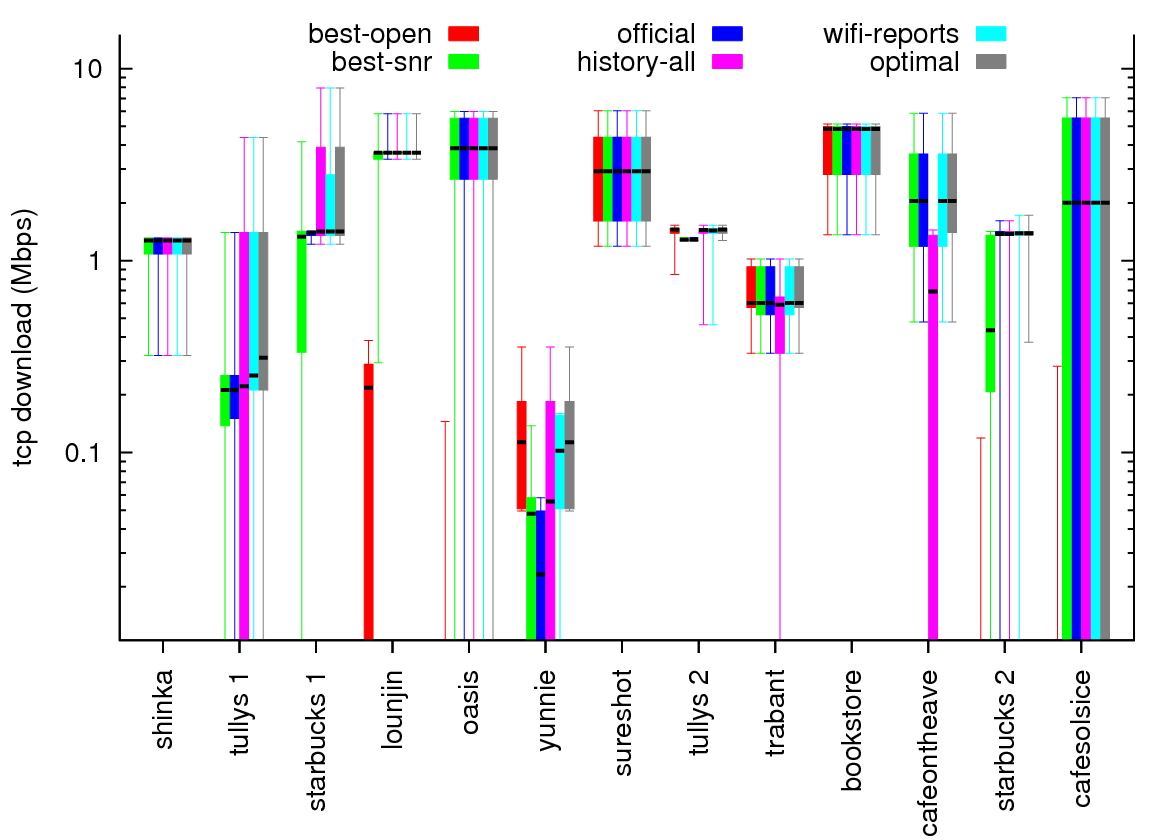 best-open
official
wifi-reports
best-snr
history-all
optimal
10
1
0.1
tcp download (Mbps)
shinka
tullys 1
starbucks 1
lounjin
oasis
yunnie
sureshot
tullys 2
trabant
bookstore
cafeontheave
starbucks 2
cafesolsice